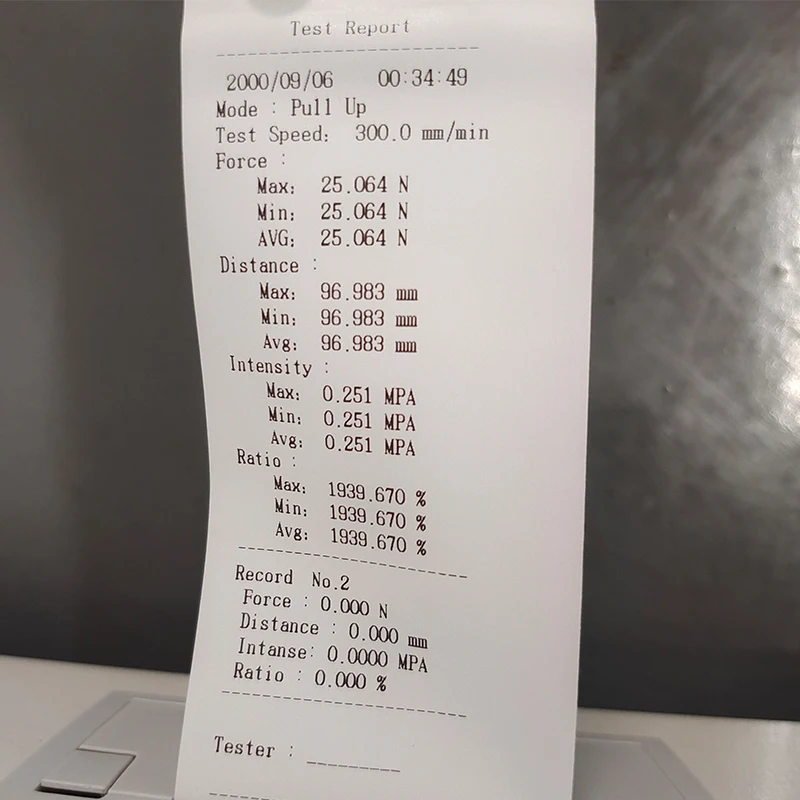 Test Report
2000/09/06 00:34:49
Mode : Pull Up
Test Speed: 300.0 mm/min
Force :
Max: 25.064 N
Min: 25.064 N
AVG: 25.064 N
Distance :
Max: 96.983 mm
Min: 96.983 mm
Avg: 96.983 mm
Intensity :
Max: 0.251 MPA
Min: 0.251 MPA
Avg: 0.251 MPA
Ratio :
Max: 1939.670 %
Min: 1939.670 %
Avg: 1939.670 %
Record No.2
Force : 0.000 N
Distance : 0.000 mm
Intanse: 0.0000 MPA
Ratio : 0.000 %
Tester : ________